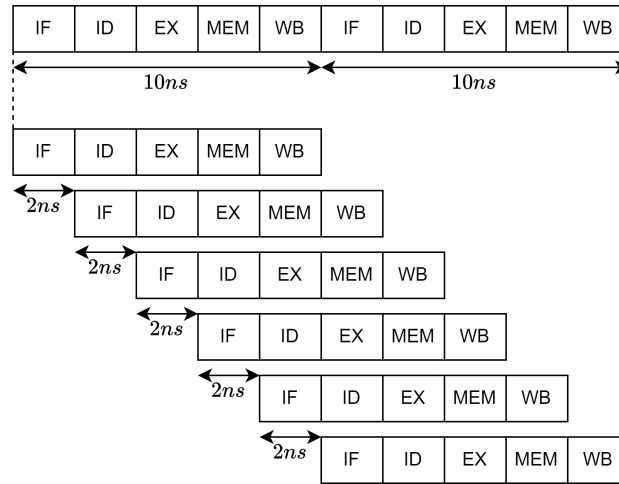 IF ID EX MEM WB IF ID EX MEM WB
10ns 10ns
IF ID EX MEM WB
2ns IF ID EX MEM WB
2ns IF ID EX MEM WB
2ns IF ID EX MEM WB
2ns IF ID EX MEM WB
2ns IF ID EX MEM WB